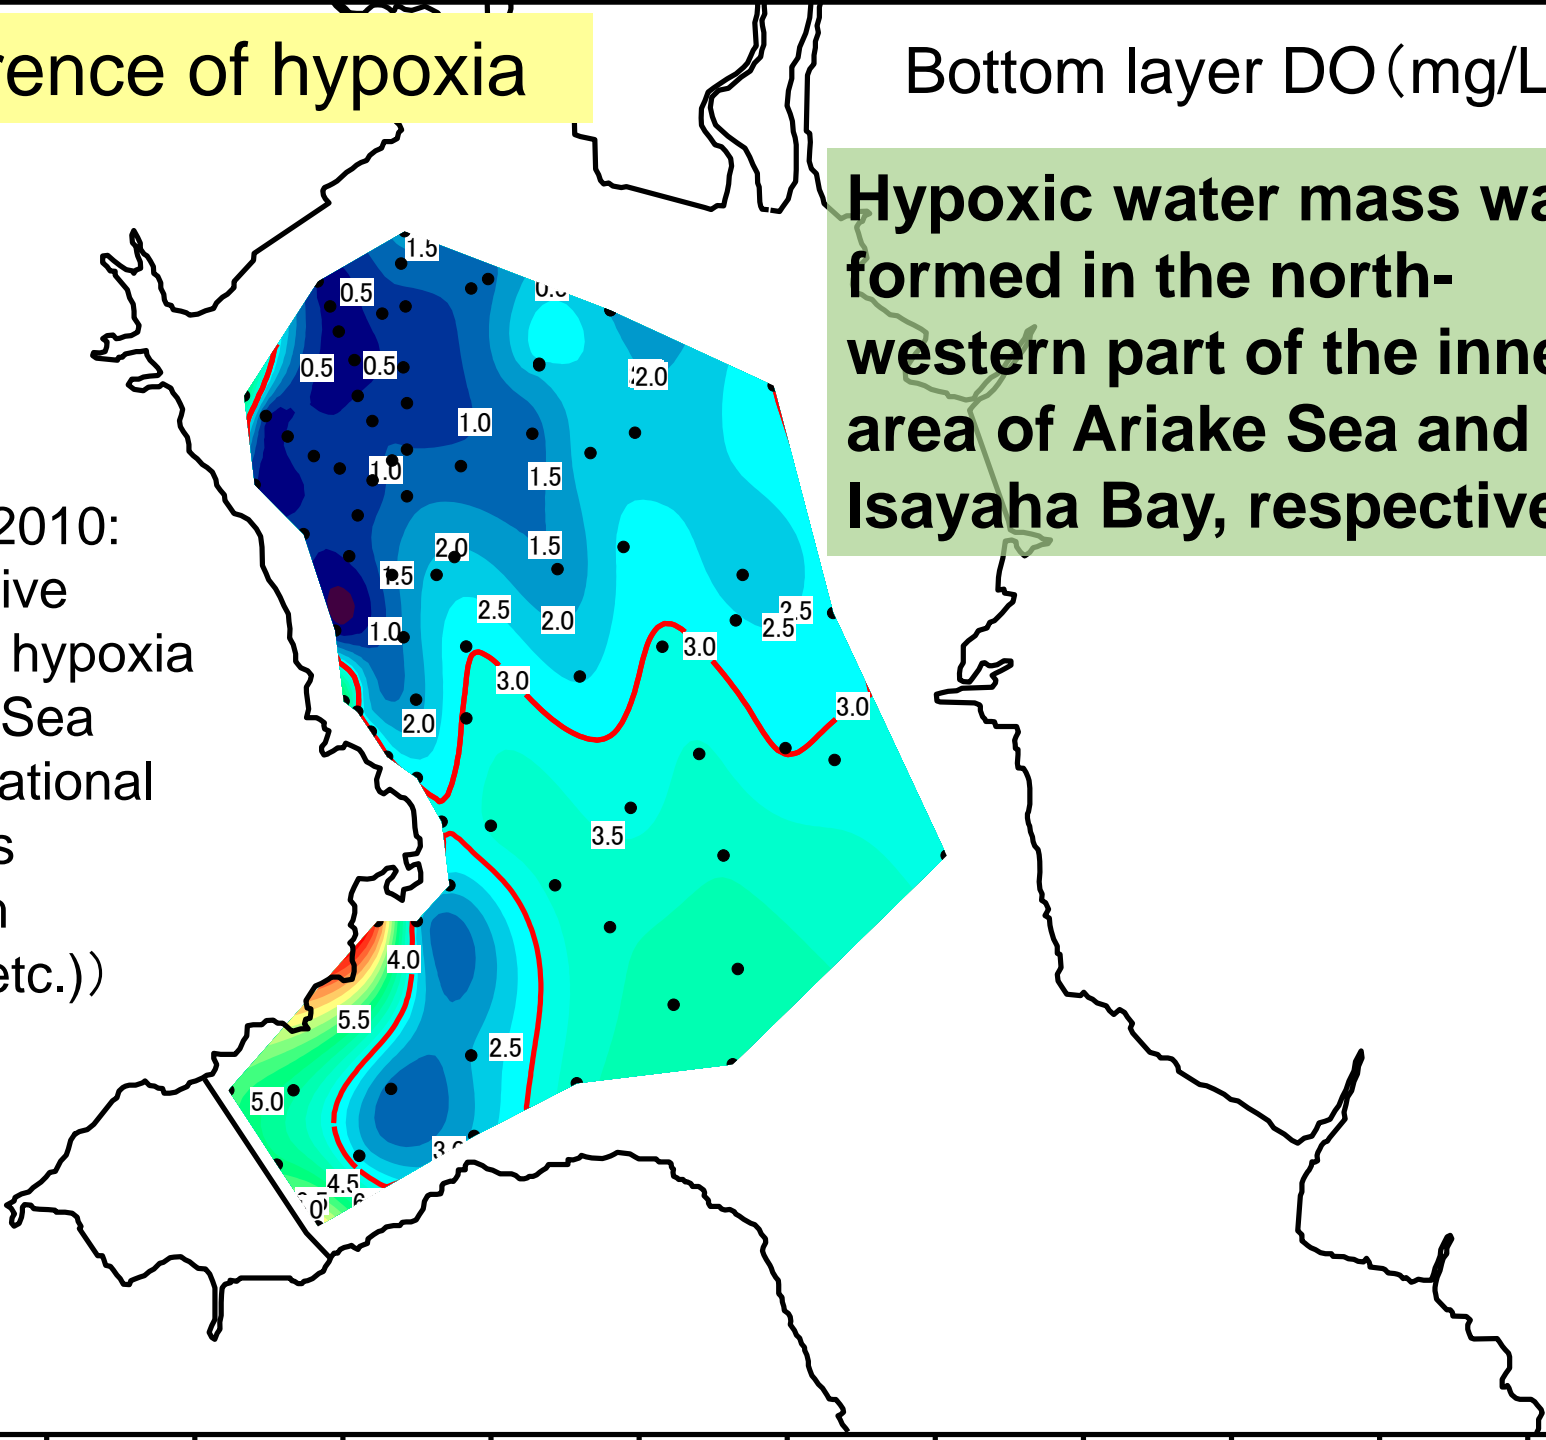 rence of hypoxia
Bottom layer DO（mg/L
Hypoxic water mass wa
formed in the north-
western part of the inne
area of Ariake Sea and
Isayaha Bay, respective
2010:
ive
hypoxia
Sea
ational
s
n
etc.)）
1.5
0.5
0.5
0.5
2.0
1.0
1.0
1.5
2.0
1.5
1.5
2.5
2.0
2.5
2.5
1.0
3.0
3.0
3.0
2.0
3.5
4.0
5.5
2.5
5.0
4.5